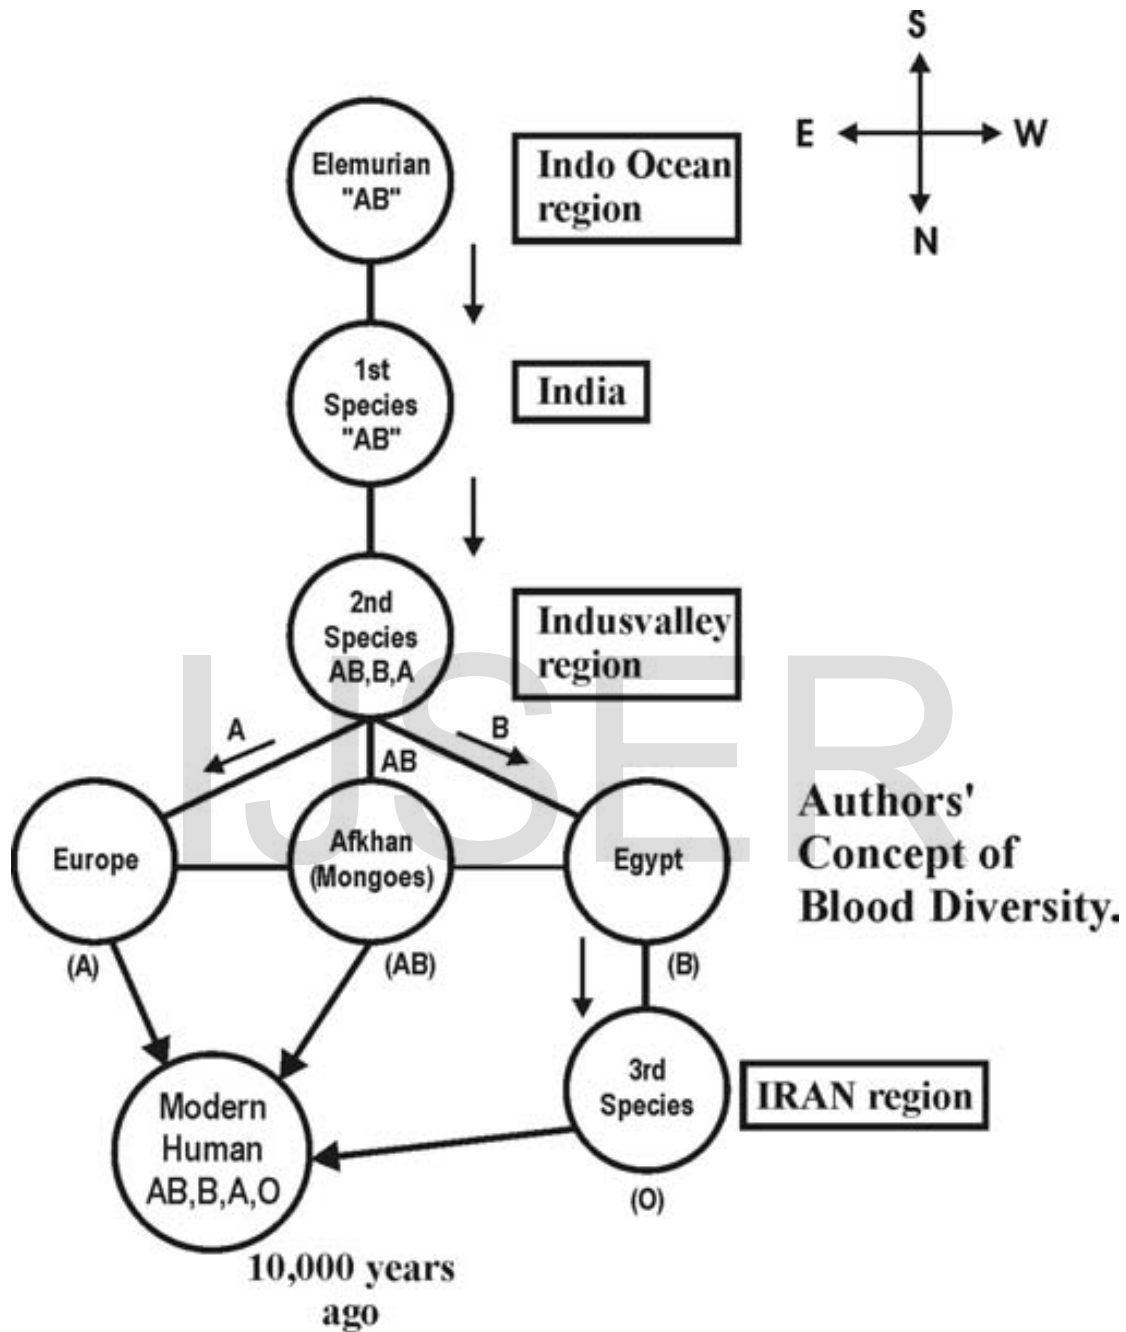 S
E
W
N
Elemurian
"AB"
Indo Ocean
region
1st
Species
"AB"
India
2nd
Species
AB,B,A
Indusvalley
region
IJSER
A
B
AB
Europe
Afkhan
(Mongoes)
Egypt
Authors'
Concept of
Blood Diversity.
(A)
(AB)
(B)
3rd
Species
IRAN region
(O)
Modern
Human
AB,B,A,O
10,000 years
ago